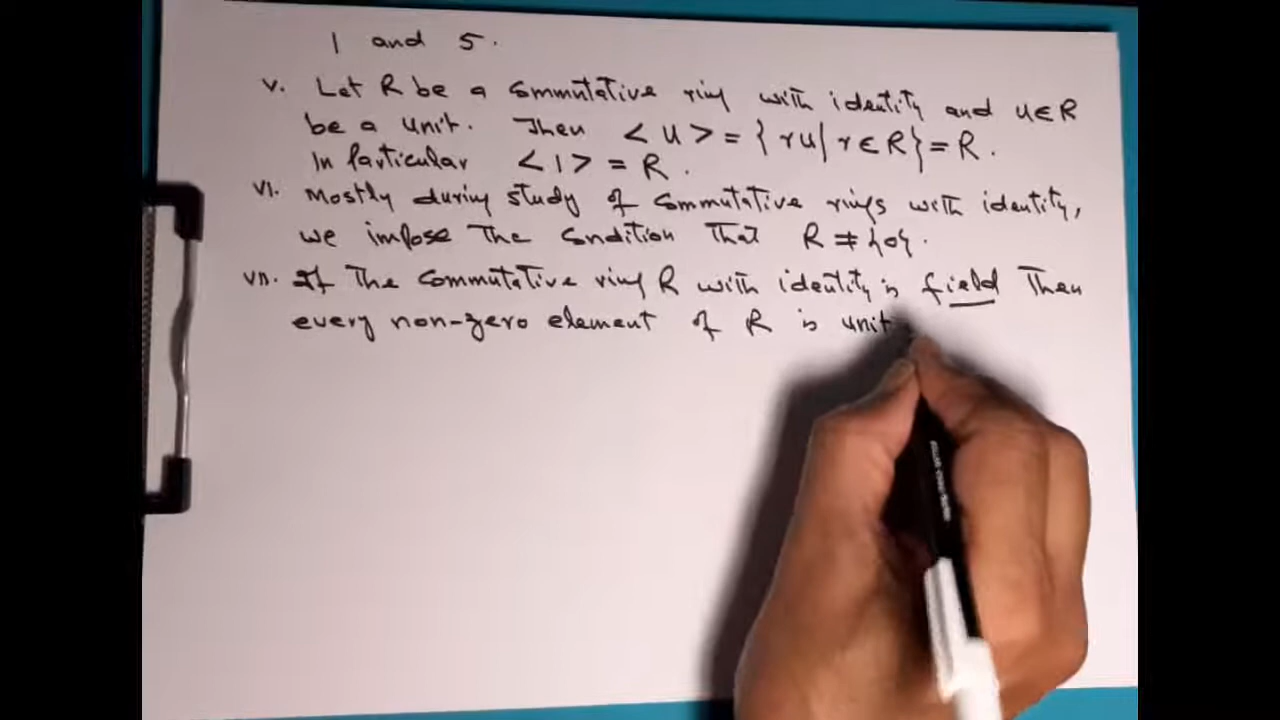 1 and 5.
v. Let R be a commutative ring with identity and u∈R
be a unit. Then <u> = {ru| r∈R} = R.
In particular <1> = R.
vi. Mostly during study of commutative rings with identity,
we impose the condition that R ≠ {0}.
vii. If the commutative ring R with identity is field then
every non-zero element of R is unit